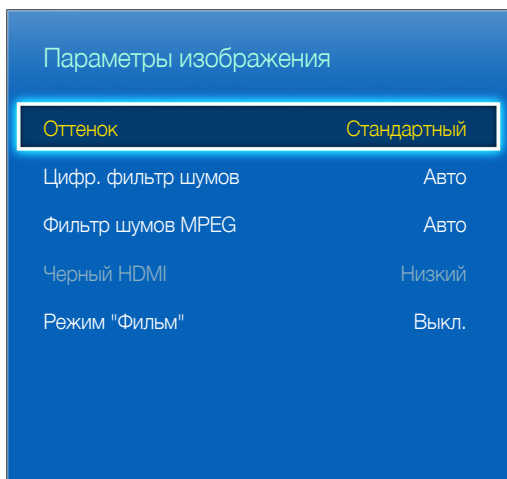 Параметры изображения
Оттенок Стандартный
Цифр. фильтр шумов Авто
Фильтр шумов MPEG Авто
Черный HDMI Низкий
Режим "Фильм" Выкл.